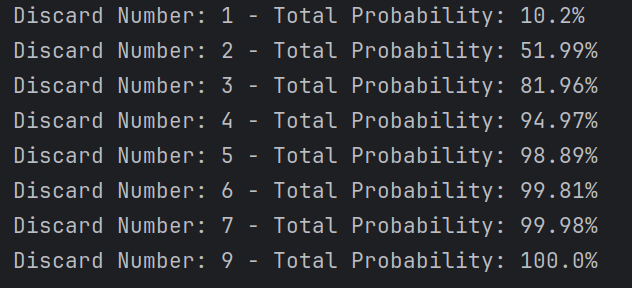 Discard Number: 1 - Total Probability: 10.2%
Discard Number: 2 - Total Probability: 51.99%
Discard Number: 3 - Total Probability: 81.96%
Discard Number: 4 - Total Probability: 94.97%
Discard Number: 5 - Total Probability: 98.89%
Discard Number: 6 - Total Probability: 99.81%
Discard Number: 7 - Total Probability: 99.98%
Discard Number: 9 - Total Probability: 100.0%